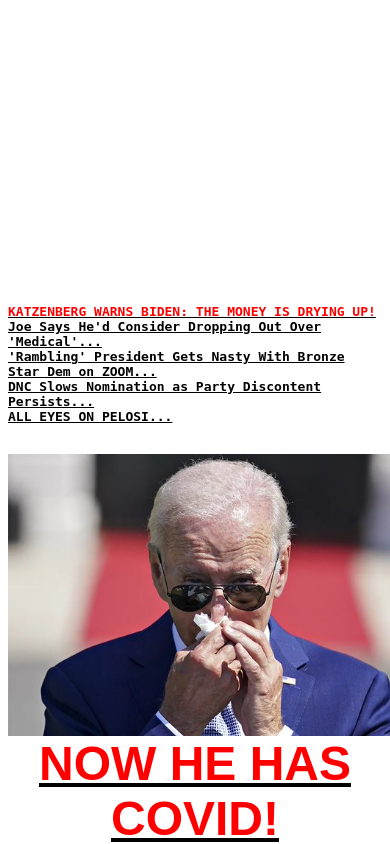 KATZENBERG WARNS BIDEN: THE MONEY IS DRYING UP!
Joe Says He'd Consider Dropping Out Over
'Medical'...
'Rambling' President Gets Nasty With Bronze
Star Dem on ZOOM...
DNC Slows Nomination as Party Discontent
Persists...
ALL EYES ON PELOSI...
NOW HE HAS
COVID!